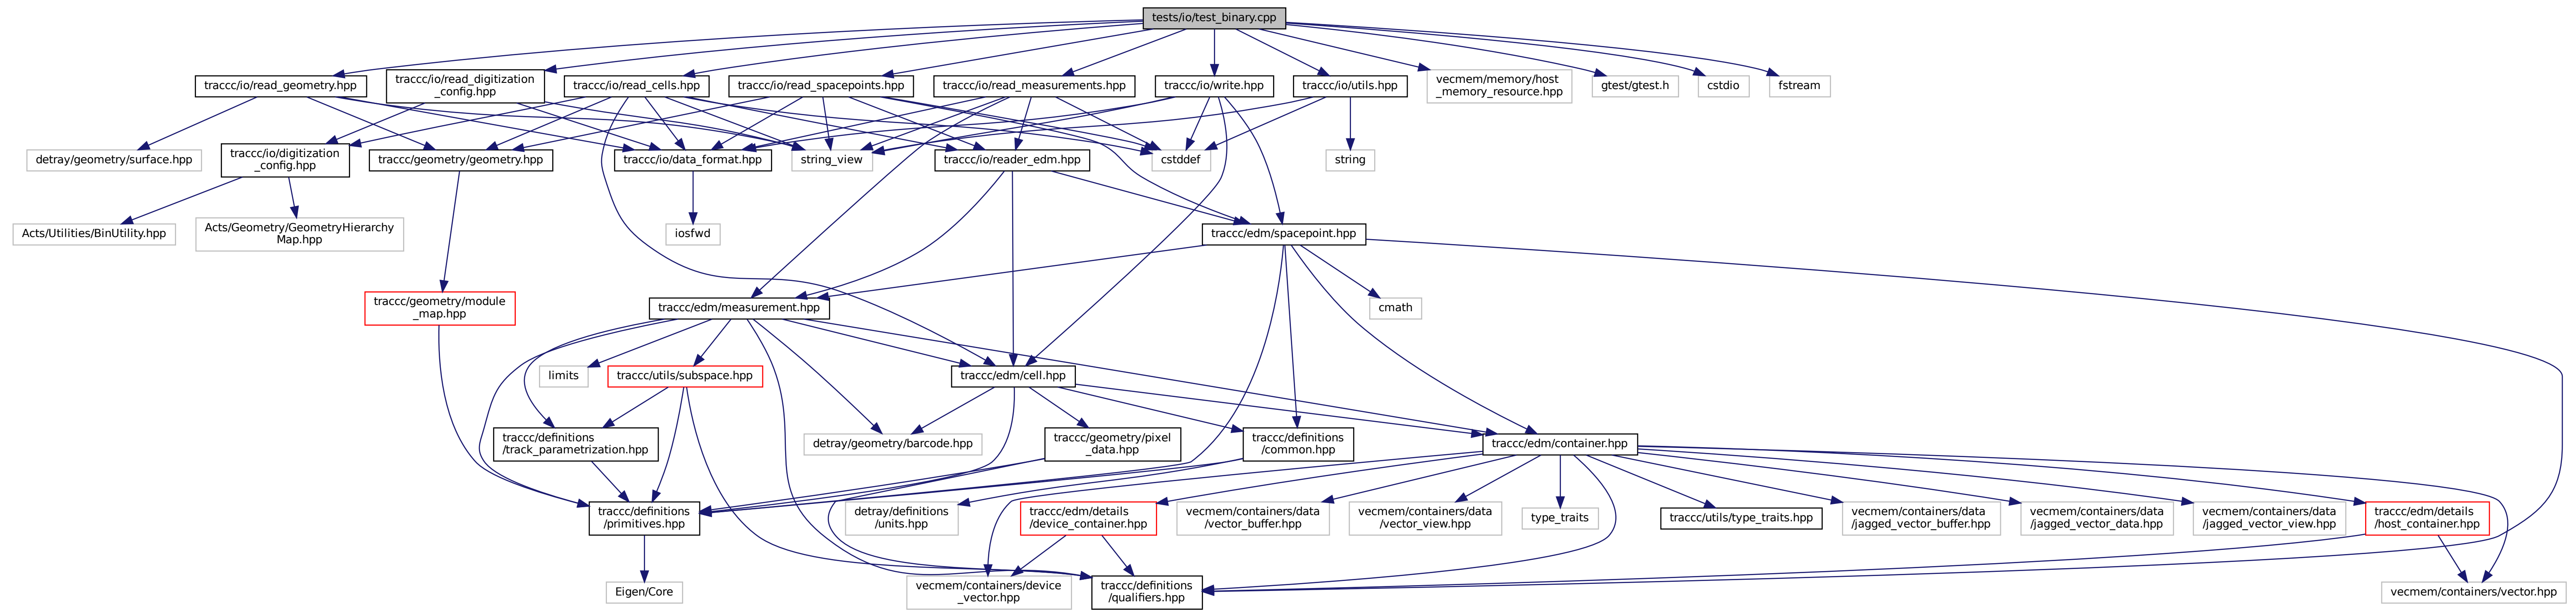 tests/io/test_binary.cpp
traccc/io/read_geometry.hpp
traccc/io/read_digitization
_config.hpp
traccc/io/read_cells.hpp
traccc/io/read_spacepoints.hpp
traccc/io/read_measurements.hpp
traccc/io/write.hpp
traccc/io/utils.hpp
vecmem/memory/host
_memory_resource.hpp
gtest/gtest.h
cstdio
fstream
detray/geometry/surface.hpp
traccc/io/digitization
_config.hpp
traccc/geometry/geometry.hpp
traccc/io/data_format.hpp
string_view
traccc/io/reader_edm.hpp
cstddef
string
Acts/Utilities/BinUtility.hpp
Acts/Geometry/GeometryHierarchy
Map.hpp
iosfwd
traccc/edm/spacepoint.hpp
traccc/geometry/module
_map.hpp
traccc/edm/measurement.hpp
cmath
limits
traccc/utils/subspace.hpp
traccc/edm/cell.hpp
traccc/definitions
/track_parametrization.hpp
detray/geometry/barcode.hpp
traccc/geometry/pixel
_data.hpp
traccc/definitions
/common.hpp
traccc/edm/container.hpp
traccc/definitions
/primitives.hpp
detray/definitions
/units.hpp
traccc/edm/details
/device_container.hpp
vecmem/containers/data
/vector_buffer.hpp
vecmem/containers/data
/vector_view.hpp
type_traits
traccc/utils/type_traits.hpp
vecmem/containers/data
/jagged_vector_buffer.hpp
vecmem/containers/data
/jagged_vector_data.hpp
vecmem/containers/data
/jagged_vector_view.hpp
traccc/edm/details
/host_container.hpp
Eigen/Core
vecmem/containers/device
_vector.hpp
traccc/definitions
/qualifiers.hpp
vecmem/containers/vector.hpp